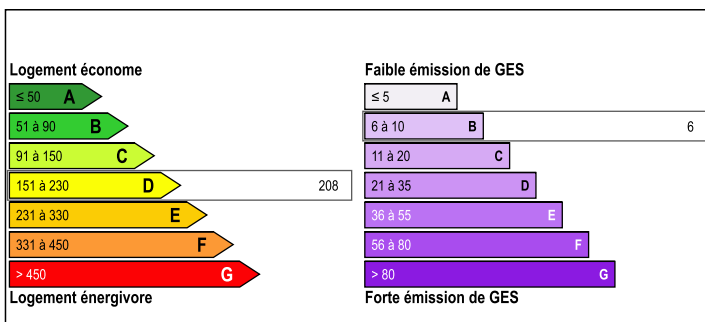 Logement économe
≤ 50 A
51 à 90 B
91 à 150 C
151 à 230 D 208
231 à 330 E
331 à 450 F
> 450 G
Logement énergivore
Faible émission de GES
≤ 5 A
6 à 10 B 6
11 à 20 C
21 à 35 D
36 à 55 E
56 à 80 F
> 80 G
Forte émission de GES